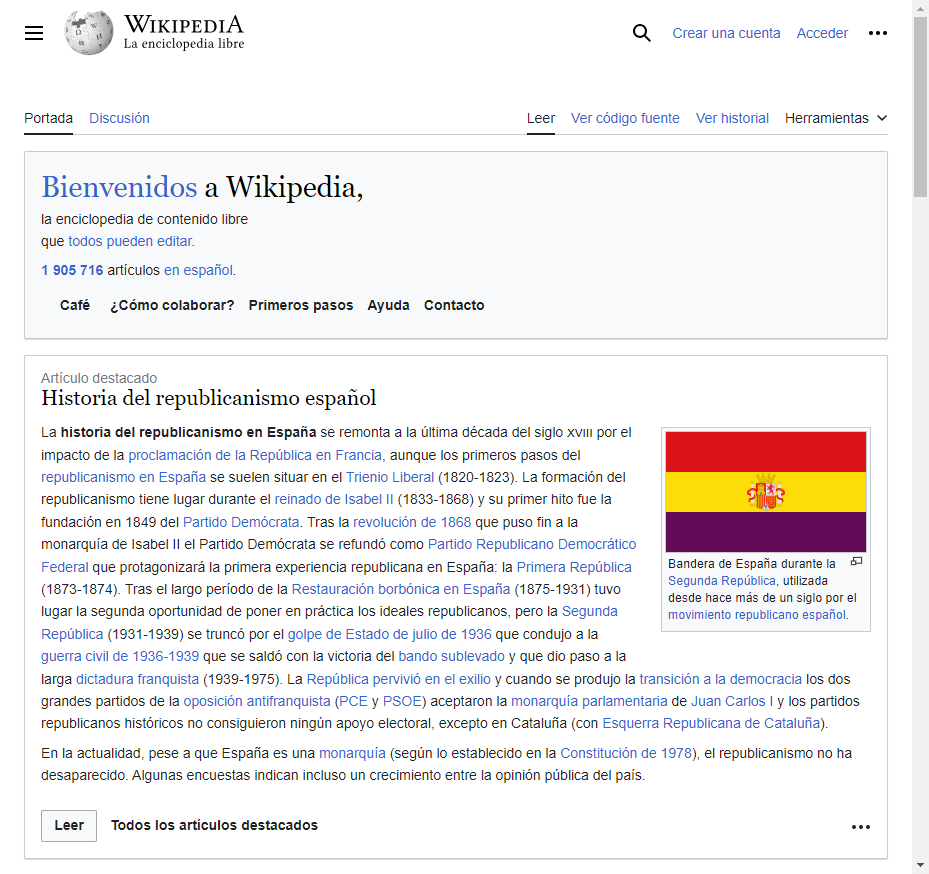 WIKIPEDIA
La enciclopedia libre
Crear una cuenta Acceder
Portada Discusión Leer Ver código fuente Ver historial Herramientas
Bienvenidos a Wikipedia,
la enciclopedia de contenido libre
que todos pueden editar.
1 905 716 artículos en español.
Café ¿Cómo colaborar? Primeros pasos Ayuda Contacto
Artículo destacado
Historia del republicanismo español
La historia del republicanismo en España se remonta a la última década del siglo XVIII por el
impacto de la proclamación de la República en Francia, aunque los primeros pasos del
republicanismo en España se suelen situar en el Trienio Liberal (1820-1823). La formación del
republicanismo tiene lugar durante el reinado de Isabel II (1833-1868) y su primer hito fue la
fundación en 1849 del Partido Demócrata. Tras la revolución de 1868 que puso fin a la
monarquía de Isabel II el Partido Demócrata se refundó como Partido Republicano Democrático
Federal que protagonizará la primera experiencia republicana en España: la Primera República
(1873-1874). Tras el largo período de la Restauración borbónica en España (1875-1931) tuvo
lugar la segunda oportunidad de poner en práctica los ideales republicanos, pero la Segunda
República (1931-1939) se truncó por el golpe de Estado de julio de 1936 que condujo a la
guerra civil de 1936-1939 que se saldó con la victoria del bando sublevado y que dio paso a la
larga dictadura franquista (1939-1975). La República pervivió en el exilio y cuando se produjo la transición a la democracia los dos
grandes partidos de la oposición antifranquista (PCE y PSOE) aceptaron la monarquía parlamentaria de Juan Carlos I y los partidos
republicanos históricos no consiguieron ningún apoyo electoral, excepto en Cataluña (con Esquerra Republicana de Cataluña).
Bandera de España durante la
Segunda República, utilizada
desde hace más de un siglo por el
movimiento republicano español.
En la actualidad, pese a que España es una monarquía (según lo establecido en la Constitución de 1978), el republicanismo no ha
desaparecido. Algunas encuestas indican incluso un crecimiento entre la opinión pública del país.
Leer Todos los artículos destacados